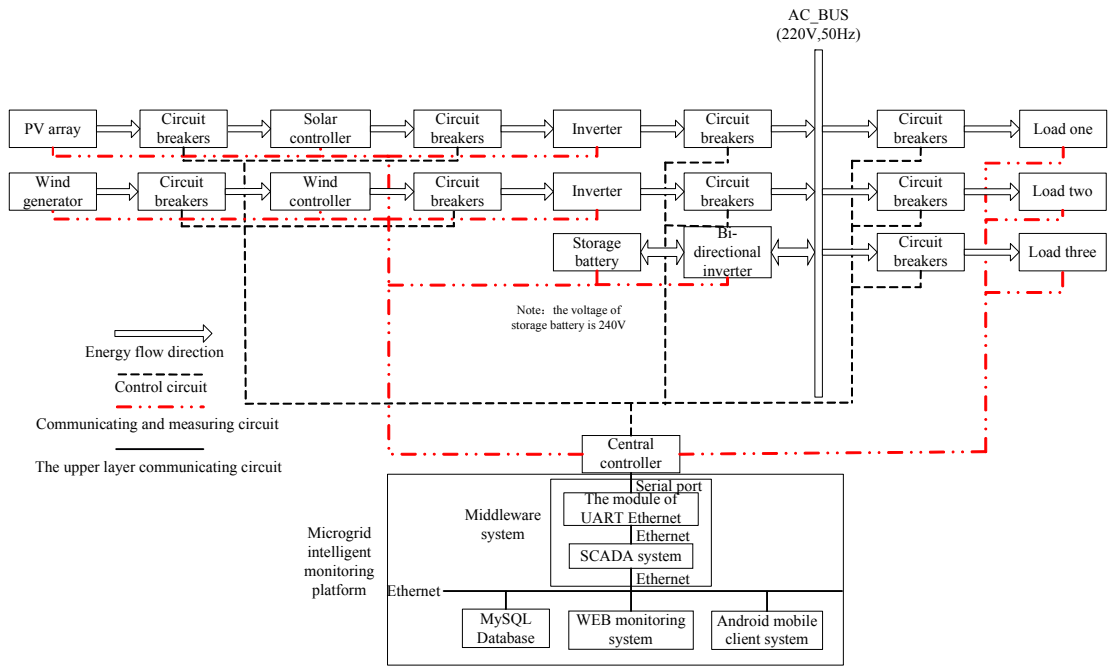 AC_BUS
(220V,50Hz)
PV array
Circuit
breakers
Solar
controller
Circuit
breakers
Inverter
Circuit
breakers
Circuit
breakers
Load one
Wind
generator
Circuit
breakers
Wind
controller
Circuit
breakers
Inverter
Circuit
breakers
Circuit
breakers
Load two
Storage
battery
Bi-
directional
inverter
Circuit
breakers
Load three
Note: the voltage of
storage battery is 240V
Energy flow direction
Control circuit
Communicating and measuring circuit
The upper layer communicating circuit
Central
controller
Serial port
The module of
UART Ethernet
Middleware
system
Ethernet
SCADA system
Ethernet
Microgrid
intelligent
monitoring
platform
Ethernet
MySQL
Database
WEB monitoring
system
Android mobile
client system